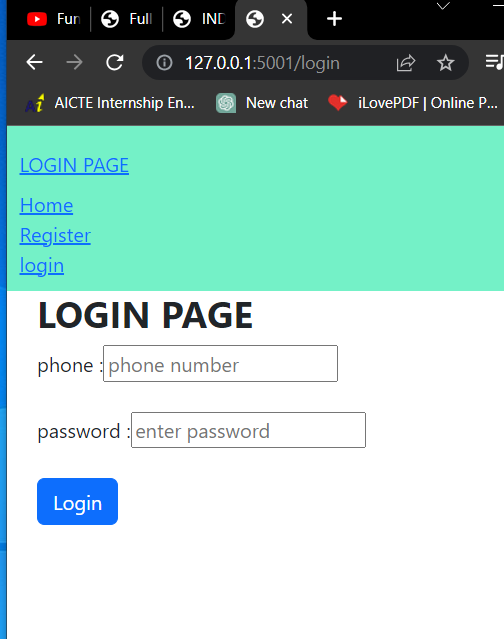 Fun
Full
IND
127.0.0.1:5001/login
AICTE Internship En...
New chat
iLovePDF | Online P...
LOGIN PAGE
Home
Register
login
LOGIN PAGE
phone :phone number
password :enter password
Login